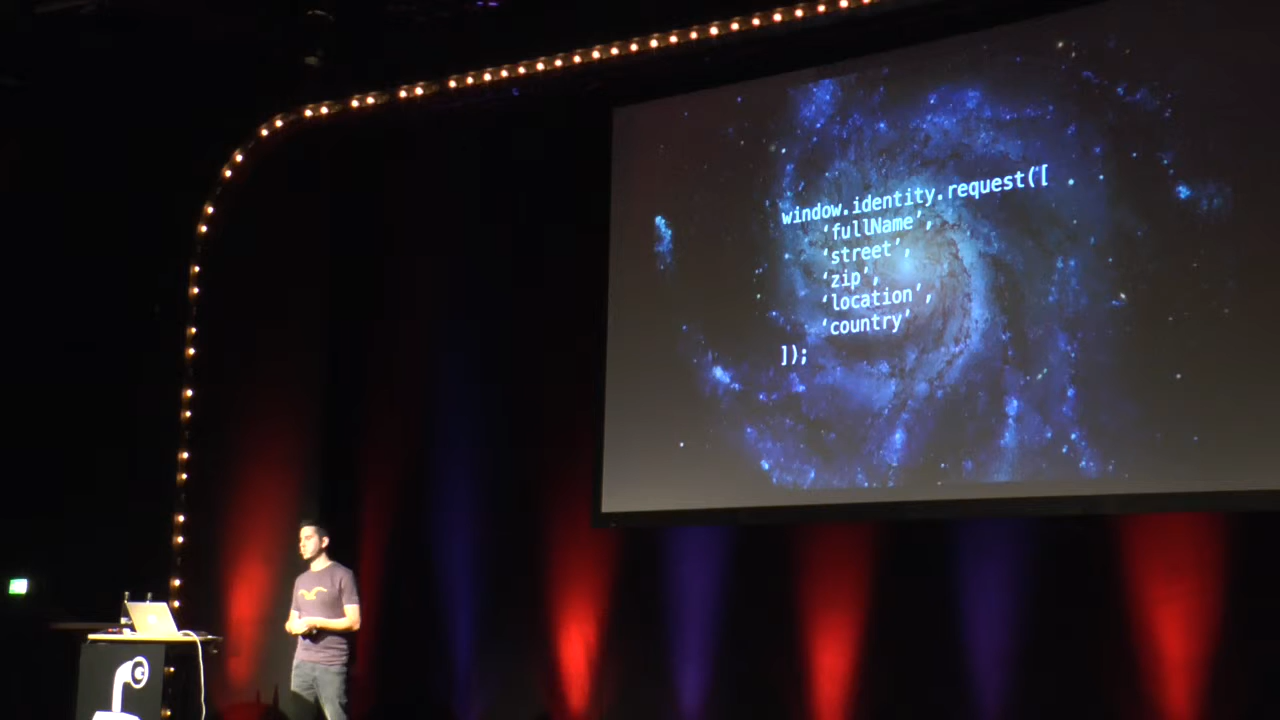 window.identity.request([
‘fullName’,
‘street’,
‘zip’,
‘location’,
‘country’
]);